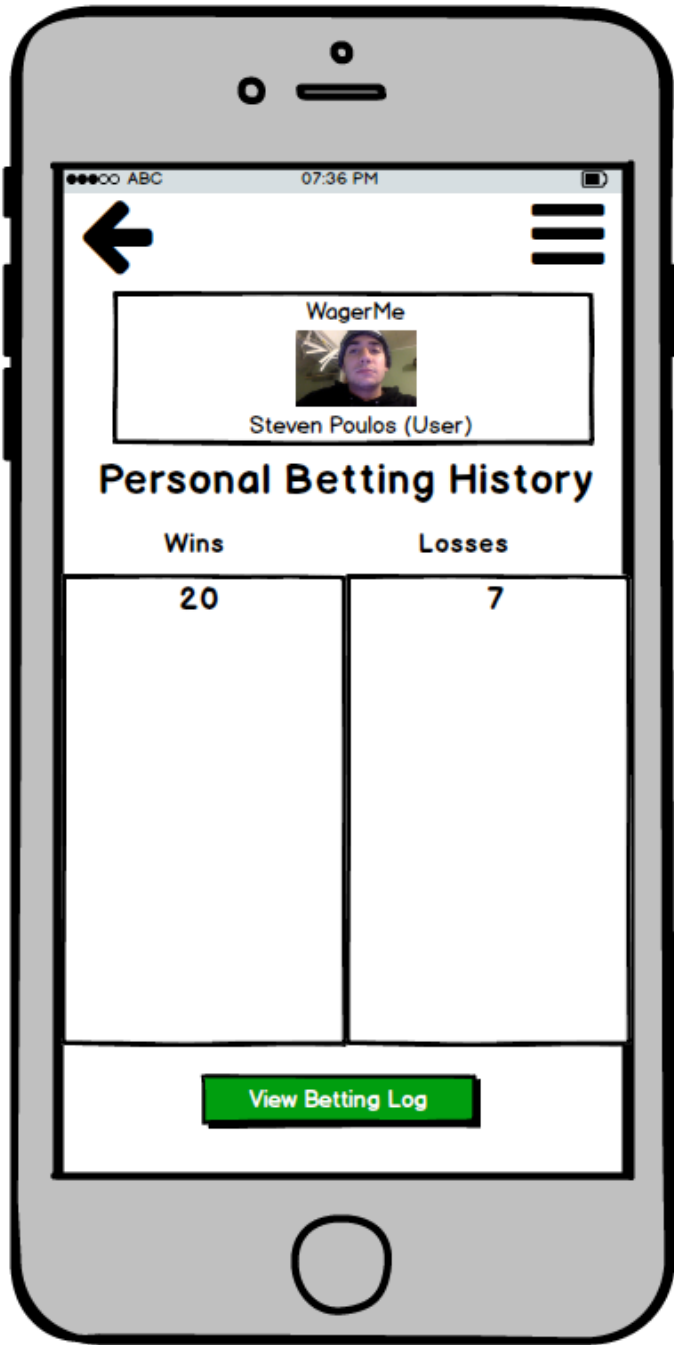 ABC 07:36 PM
WagerMe
Steven Poulos (User)
Personal Betting History
Wins Losses
20 7
View Betting Log